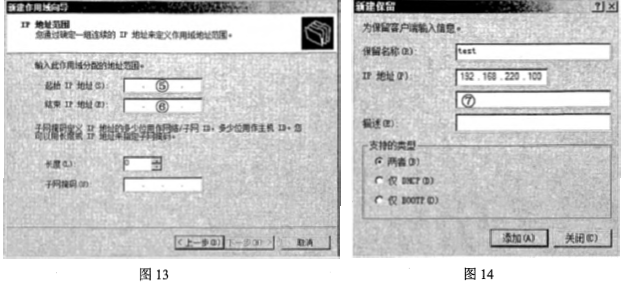 新建作用域向导
IP 地址范围
您通过确定一组连续的 IP 地址来定义作用域地址范围。
输入此作用域分配的地址范围。
起始 IP 地址(S): ⑤
结束 IP 地址(E): ⑥
子网掩码定义 IP 地址的多少位用作网络/子网 ID，多少位用作主机 ID。您
可以用长度或 IP 地址来指定子网掩码。
长度(L): 0
子网掩码(U):
<上一步(B) 下一步(N)> 取消
图 13
新建保留
为保留客户端输入信息。
保留名称(R): test
IP 地址(P): 192 .168 .220 .100
⑦
描述(E):
支持的类型
两者(B)
仅 DHCP(D)
仅 BOOTP(O)
添加(A) 关闭(C)
图 14